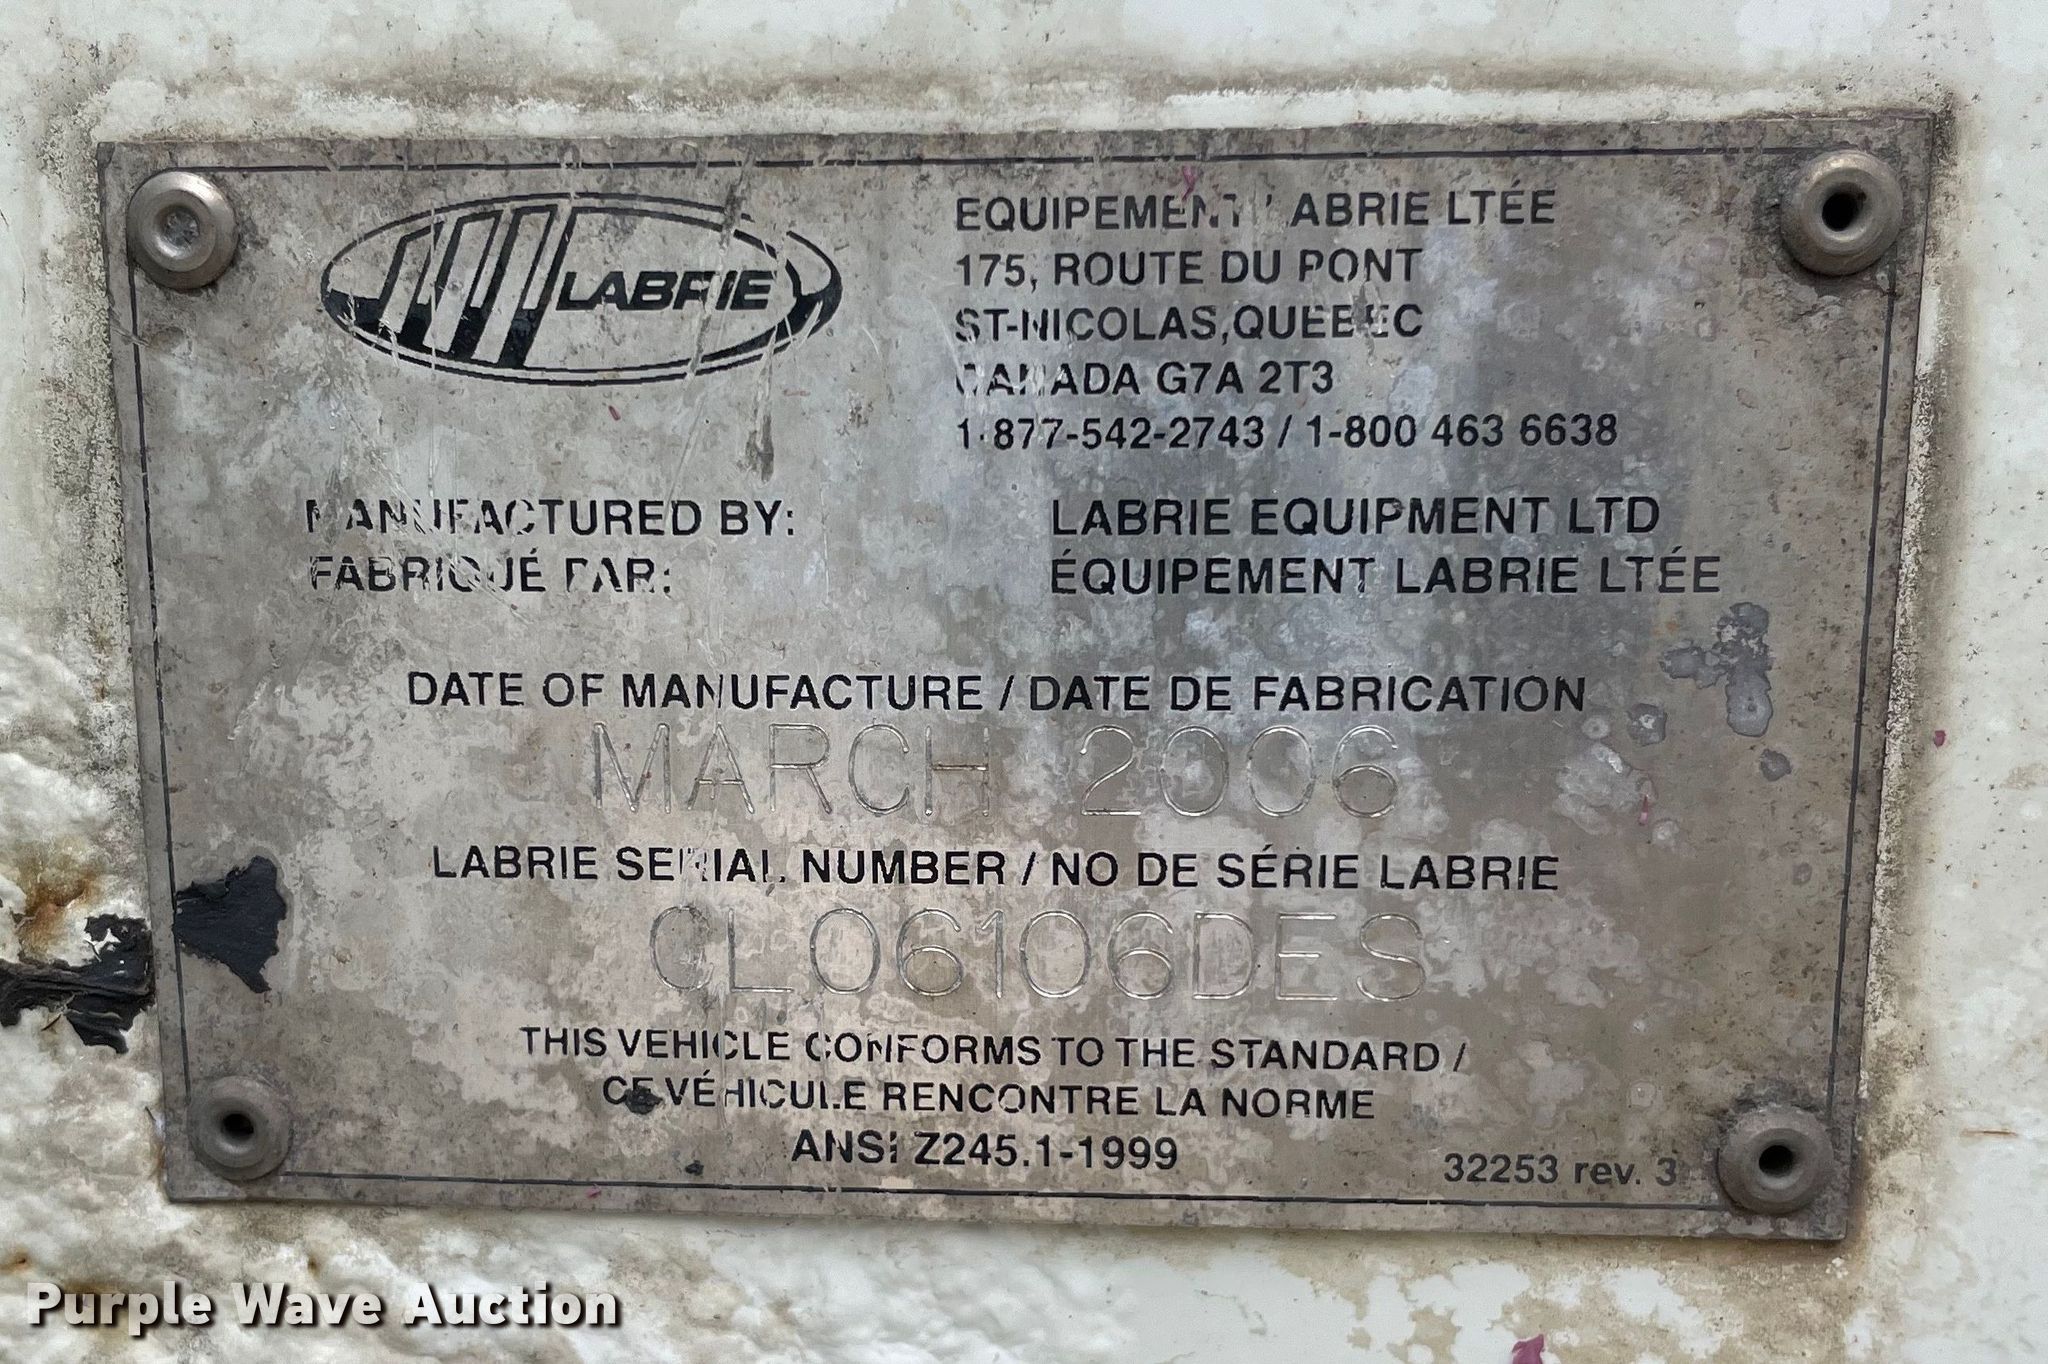 LABRIE
EQUIPEMENT LABRIE LTÉE
175, ROUTE DU PONT
ST-NICOLAS, QUEBEC
CANADA G7A 2T3
1-877-542-2743 / 1-800 463 6638
MANUFACTURED BY: LABRIE EQUIPMENT LTD
FABRIQUÉ PAR: ÉQUIPEMENT LABRIE LTÉE
DATE OF MANUFACTURE / DATE DE FABRICATION
MARCH 2006
LABRIE SERIAL NUMBER / NO DE SÉRIE LABRIE
CL06106DES
THIS VEHICLE CONFORMS TO THE STANDARD /
CE VÉHICULE RENCONTRE LA NORME
ANSI Z245.1-1999
32253 rev. 3
Purple Wave Auction